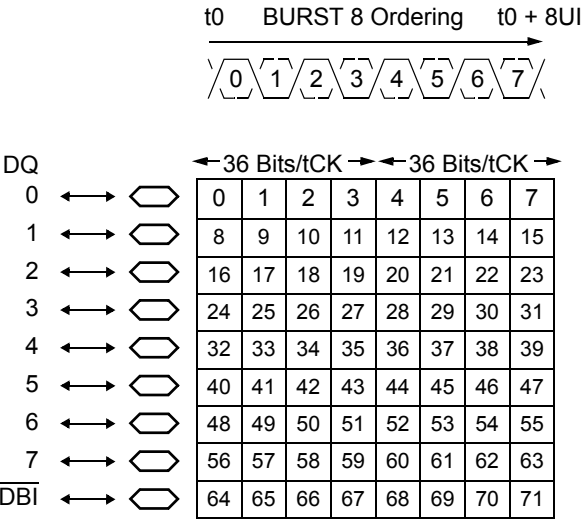 t0 BURST 8 Ordering t0 + 8UI
0 1 2 3 4 5 6 7
DQ 36 Bits/tCK 36 Bits/tCK
0 0 1 2 3 4 5 6 7
1 8 9 10 11 12 13 14 15
2 16 17 18 19 20 21 22 23
3 24 25 26 27 28 29 30 31
4 32 33 34 35 36 37 38 39
5 40 41 42 43 44 45 46 47
6 48 49 50 51 52 53 54 55
7 56 57 58 59 60 61 62 63
DBI 64 65 66 67 68 69 70 71